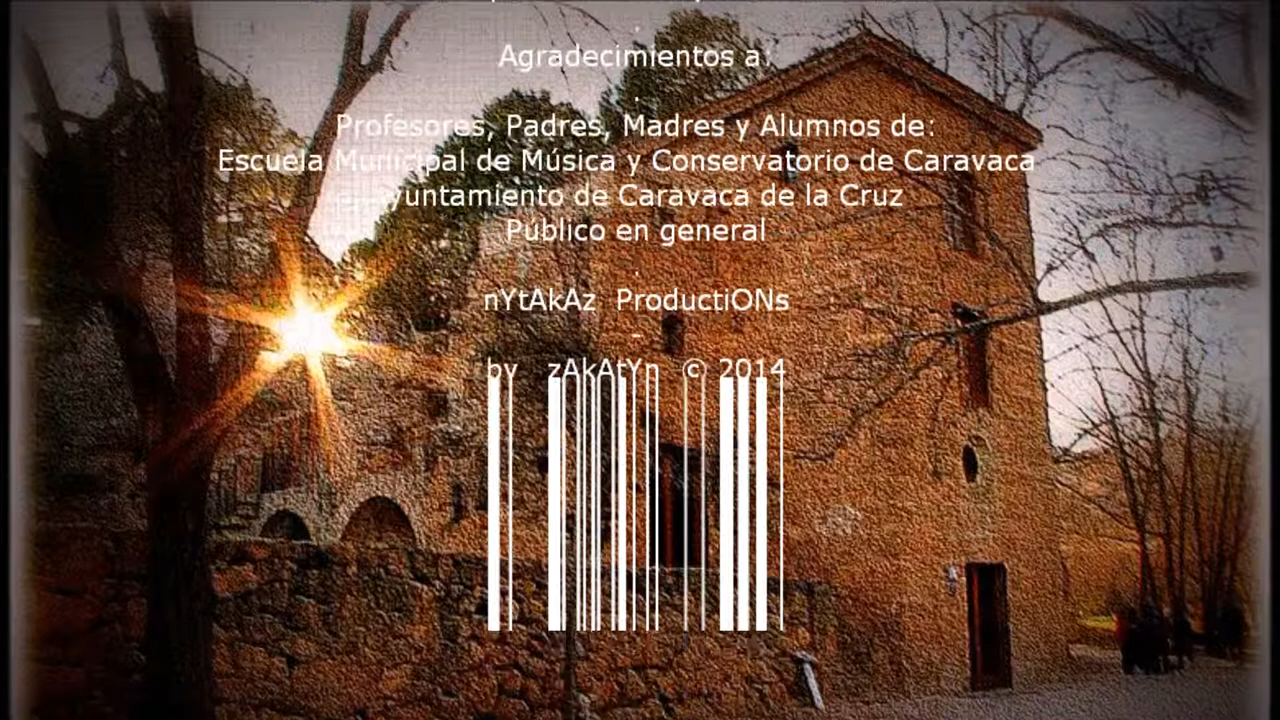 Agradecimientos a:
.
Profesores, Padres, Madres y Alumnos de:
Escuela Municipal de Música y Conservatorio de Caravaca
de Caravaca de la Cruz
Público en general
.
nYtAkAz ProductiONs
-
by zAkAtYn © 2014